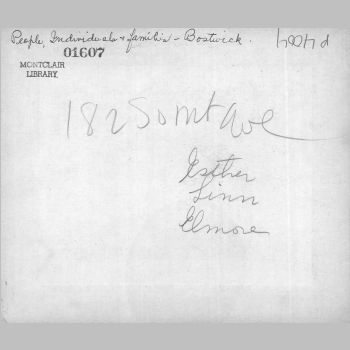 People, Individuals & families - Bostwick.
01607
MONTCLAIR
LIBRARY.
182 So mt ave
Esther
Linn
Elmore